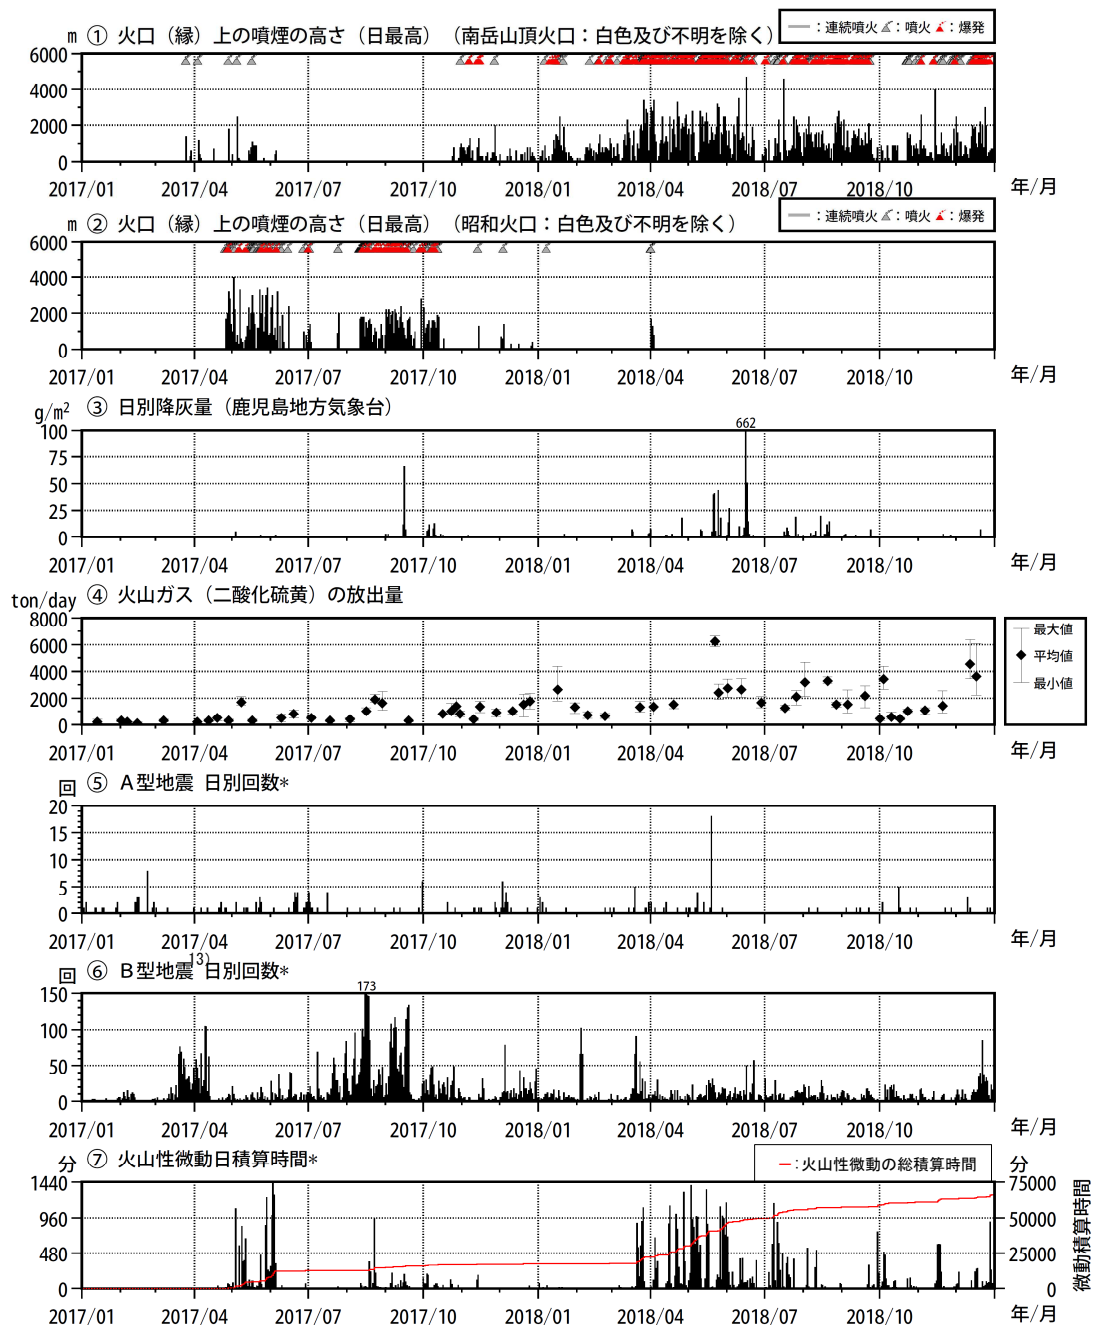 m ① 火口（縁）上の噴煙の高さ（日最高）（南岳山頂火口：白色及び不明を除く）
：連続噴火 ：噴火 ：爆発
6000
4000
2000
0
2017/01 2017/04 2017/07 2017/10 2018/01 2018/04 2018/07 2018/10 年/月
m ② 火口（縁）上の噴煙の高さ（日最高）（昭和火口：白色及び不明を除く）
：連続噴火 ：噴火 ：爆発
6000
4000
2000
0
2017/01 2017/04 2017/07 2017/10 2018/01 2018/04 2018/07 2018/10 年/月
g/m² ③ 日別降灰量（鹿児島地方気象台）
662
100
75
50
25
0
2017/01 2017/04 2017/07 2017/10 2018/01 2018/04 2018/07 2018/10 年/月
ton/day ④ 火山ガス（二酸化硫黄）の放出量
8000
6000
4000
2000
0
最大値
平均値
最小値
2017/01 2017/04 2017/07 2017/10 2018/01 2018/04 2018/07 2018/10 年/月
回 ⑤ A型地震 日別回数*
20
15
10
5
0
2017/01 2017/04 2017/07 2017/10 2018/01 2018/04 2018/07 2018/10 年/月
13)
回 ⑥ B型地震 日別回数*
173
150
100
50
0
2017/01 2017/04 2017/07 2017/10 2018/01 2018/04 2018/07 2018/10 年/月
分 ⑦ 火山性微動日積算時間*
：火山性微動の総積算時間
分
1440
960
480
0
75000
50000
25000
0
微動積算時間
2017/01 2017/04 2017/07 2017/10 2018/01 2018/04 2018/07 2018/10 年/月